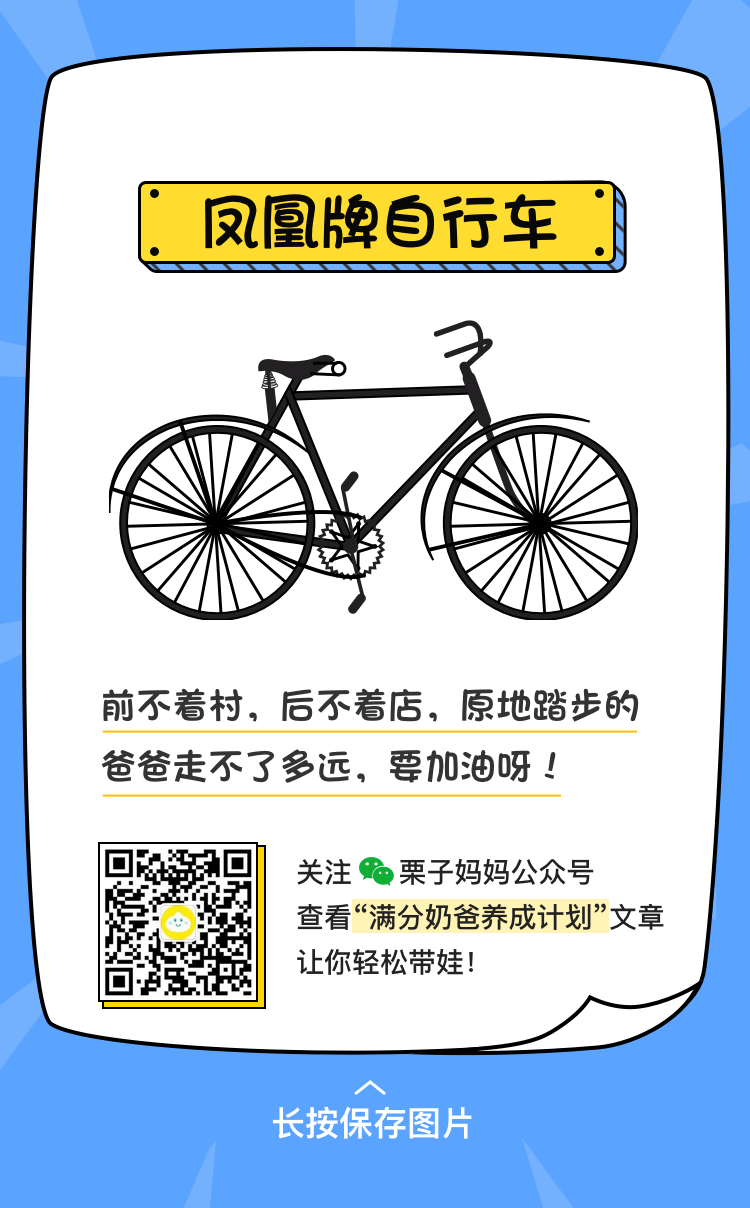 凤凰牌自行车
前不着村，后不着店，原地踏步的
爸爸走不了多远，要加油呀！
关注 栗子妈妈公众号
查看“满分奶爸养成计划”文章
让你轻松带娃！
长按保存图片